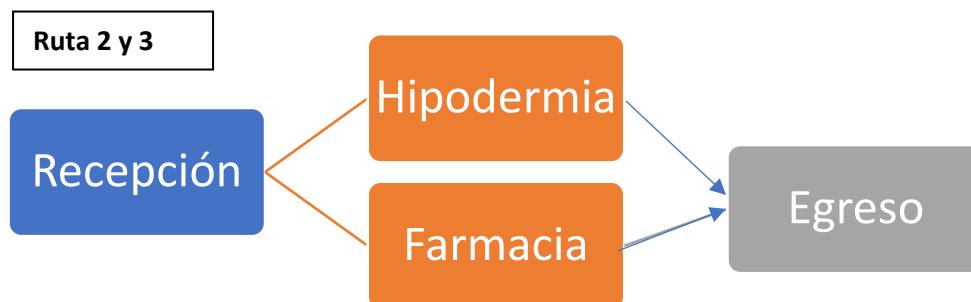 Ruta 2 y 3
Recepción
Hipodermia
Farmacia
Egreso